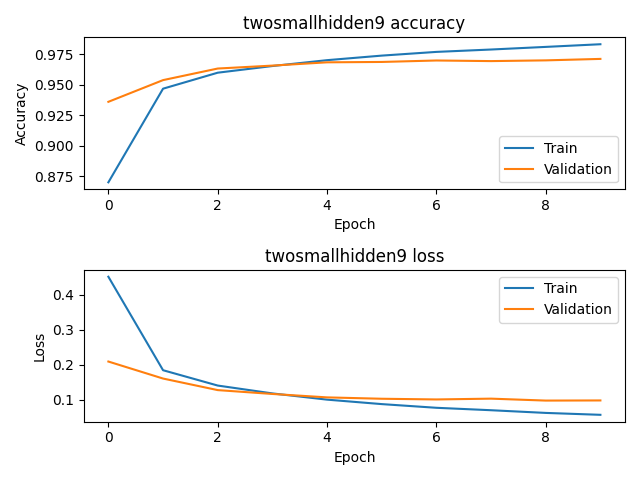 twosmallhidden9 accuracy
0.975
0.950
0.925
0.900
0.875
Accuracy
Train
Validation
0 2 4 6 8
Epoch
twosmallhidden9 loss
0.4
0.3
0.2
0.1
Loss
Train
Validation
0 2 4 6 8
Epoch